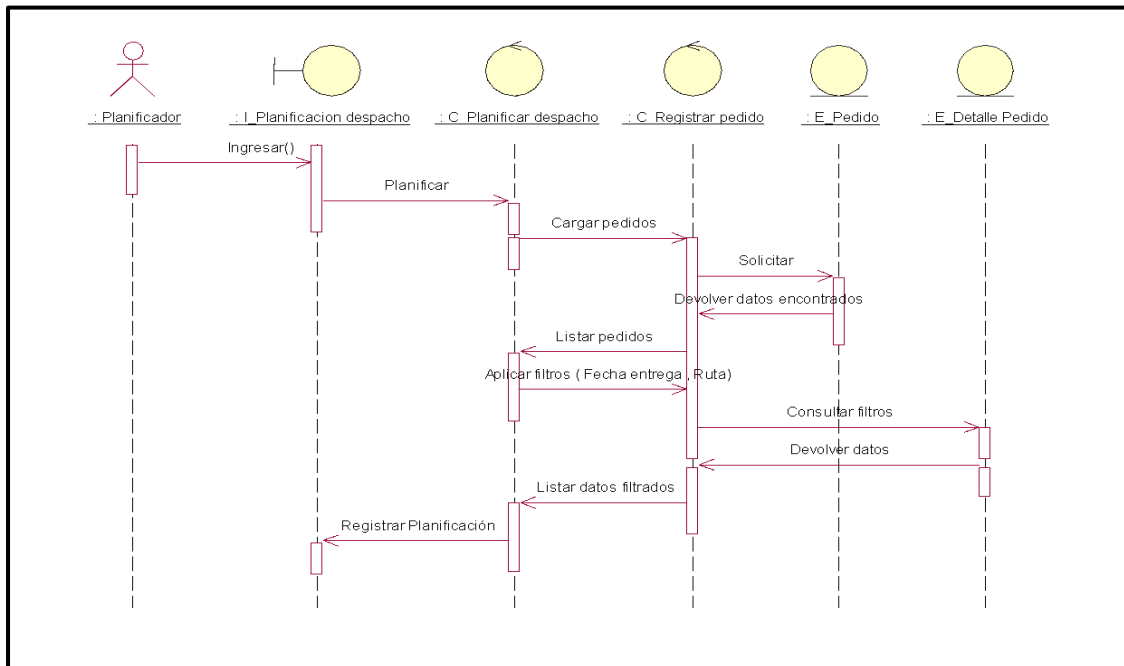 : Planificador
: I_Planificacion despacho
: C_Planificar despacho
: C_Registrar pedido
: E_Pedido
: E_Detalle Pedido
Ingresar()
Planificar
Cargar pedidos
Solicitar
Devolver datos encontrados
Listar pedidos
Aplicar filtros ( Fecha entrega , Ruta)
Consultar filtros
Devolver datos
Listar datos filtrados
Registrar Planificación